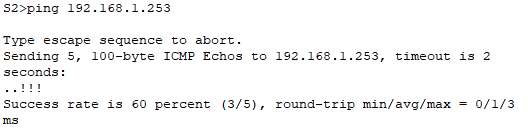 S2>ping 192.168.1.253
Type escape sequence to abort.
Sending 5, 100-byte ICMP Echos to 192.168.1.253, timeout is 2
seconds:
..!!!
Success rate is 60 percent (3/5), round-trip min/avg/max = 0/1/3
ms